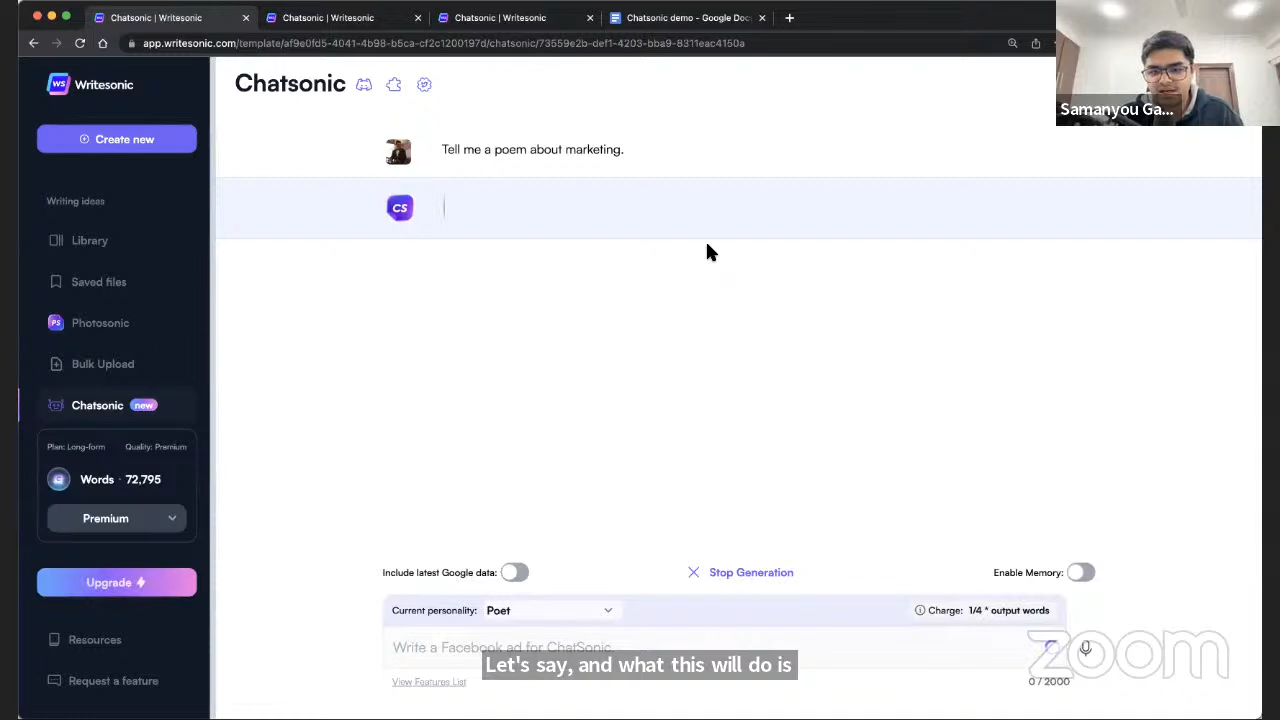 Chatsonic | Writesonic
Chatsonic | Writesonic
Chatsonic | Writesonic
Chatsonic demo - Google Doc
app.writesonic.com/template/af9e0fd5-4041-4b98-b5ca-cf2c1200197d/chatsonic/73559e2b-def1-4203-bba9-8311eac4150a
Samanyou Ga...
WS Writesonic
Chatsonic
Create new
Tell me a poem about marketing.
CS
Writing ideas
Library
Saved files
PS Photosonic
Bulk Upload
Chatsonic new
Plan: Long-form Quality: Premium
Words · 72,795
Premium
Upgrade
Resources
Request a feature
Include latest Google data:
Stop Generation
Enable Memory:
Current personality: Poet
Charge: 1/4 * output words
Write a Facebook ad for ChatSonic
Let's say, and what this will do is
View Features List
0 / 2000
zoom